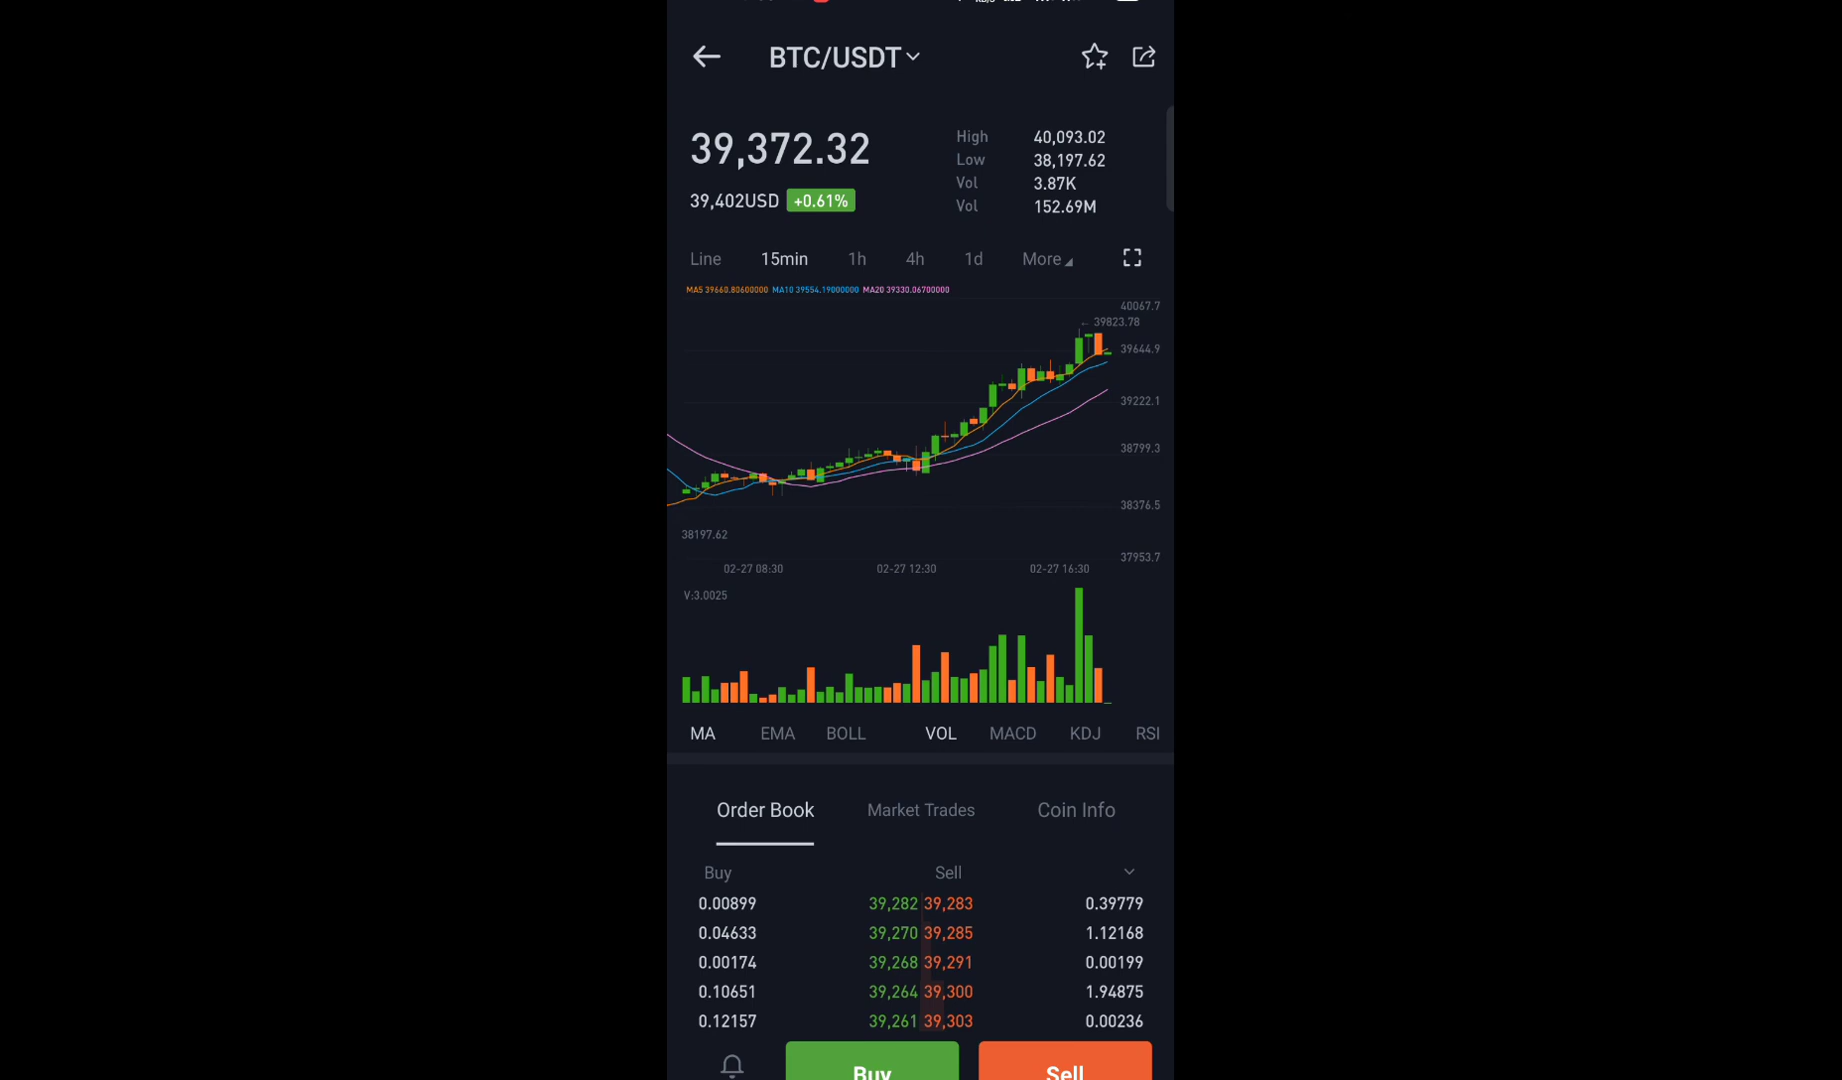 BTC/USDT
39,372.32
39,402USD +0.61%
High 40,093.02
Low 38,197.62
Vol 3.87K
Vol 152.69M
Line 15min 1h 4h 1d More
MA5 39660.80600000 MA10 39554.19000000 MA20 39330.06700000
40067.7
39823.78
39644.9
39222.1
38799.3
38376.5
38197.62
37953.7
02-27 08:30 02-27 12:30 02-27 16:30
V:3.0025
MA EMA BOLL VOL MACD KDJ RSI
Order Book Market Trades Coin Info
Buy Sell
0.00899 39,282 39,283 0.39779
0.04633 39,270 39,285 1.12168
0.00174 39,268 39,291 0.00199
0.10651 39,264 39,300 1.94875
0.12157 39,261 39,303 0.00236
Buy Sell